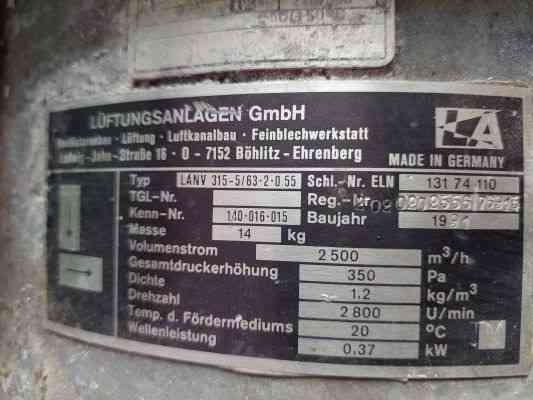 LÜFTUNGSANLAGEN GmbH
· Lüftung · Luftkanalbau · Feinblechwerkstatt
Ludwig-Jahn-Straße 16 · O - 7152 Böhlitz - Ehrenberg
LA
MADE IN GERMANY
Typ LANV 315-5/63-2-0.55 Schl.-Nr. ELN 131 74 110
TGL-Nr. Reg.-Nr.
Kenn-Nr. 140-016-015 Baujahr 1991
Masse 14 kg
Volumenstrom 2 500 m³/h
Gesamtdruckerhöhung 350 Pa
Dichte 1.2 kg/m³
Drehzahl 2 800 U/min
Temp. d. Fördermediums 20 °C
Wellenleistung 0.37 kW